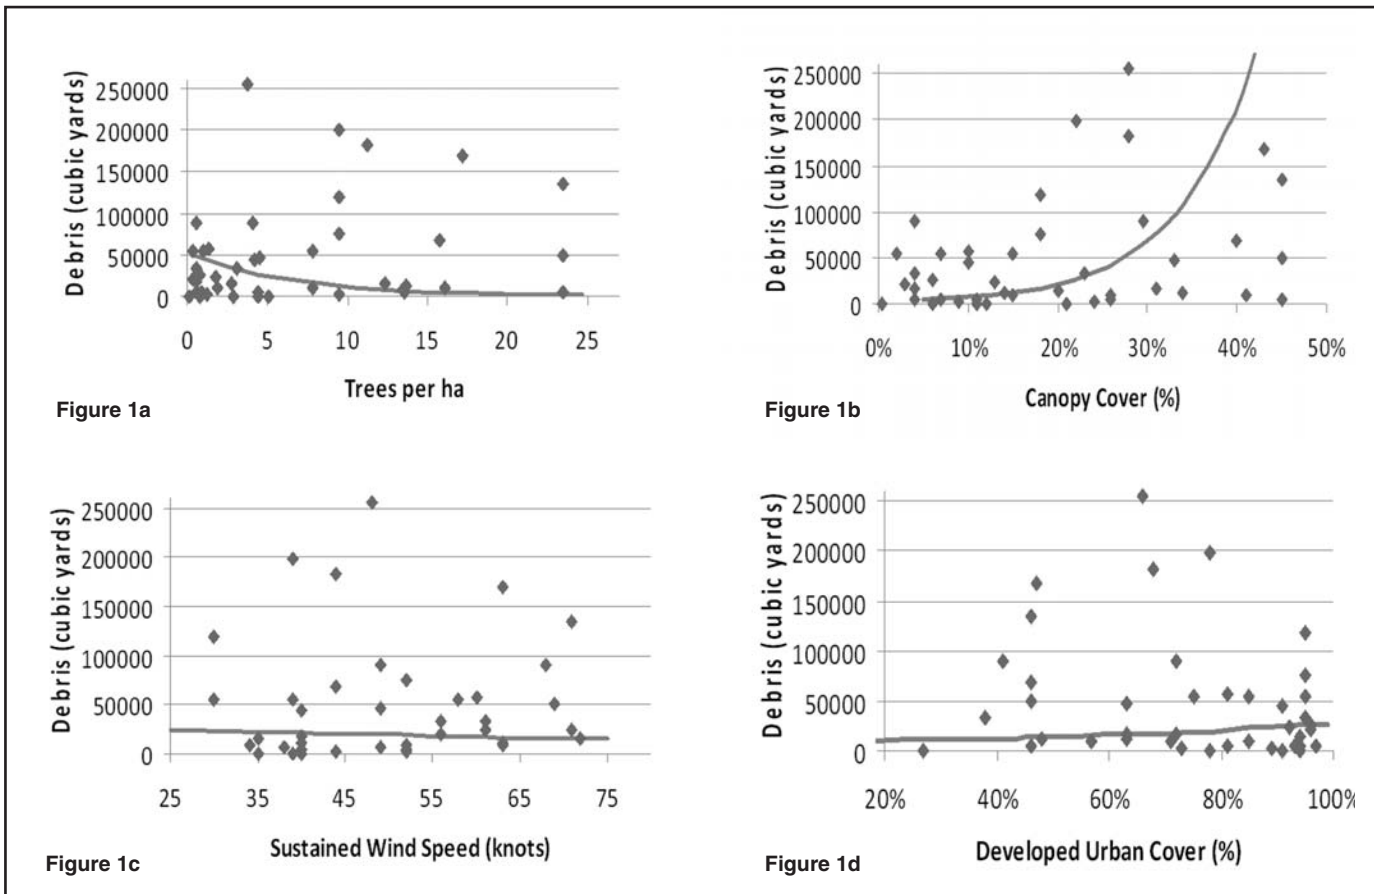 Debris (cubic yards)
250000
200000
150000
100000
50000
0
0 5 10 15 20 25
Trees per ha
Figure 1a
Debris (cubic yards)
250000
200000
150000
100000
50000
0
0% 10% 20% 30% 40% 50%
Canopy Cover (%)
Figure 1b
Debris (cubic yards)
250000
200000
150000
100000
50000
0
25 35 45 55 65 75
Sustained Wind Speed (knots)
Figure 1c
Debris (cubic yards)
250000
200000
150000
100000
50000
0
20% 40% 60% 80% 100%
Developed Urban Cover (%)
Figure 1d